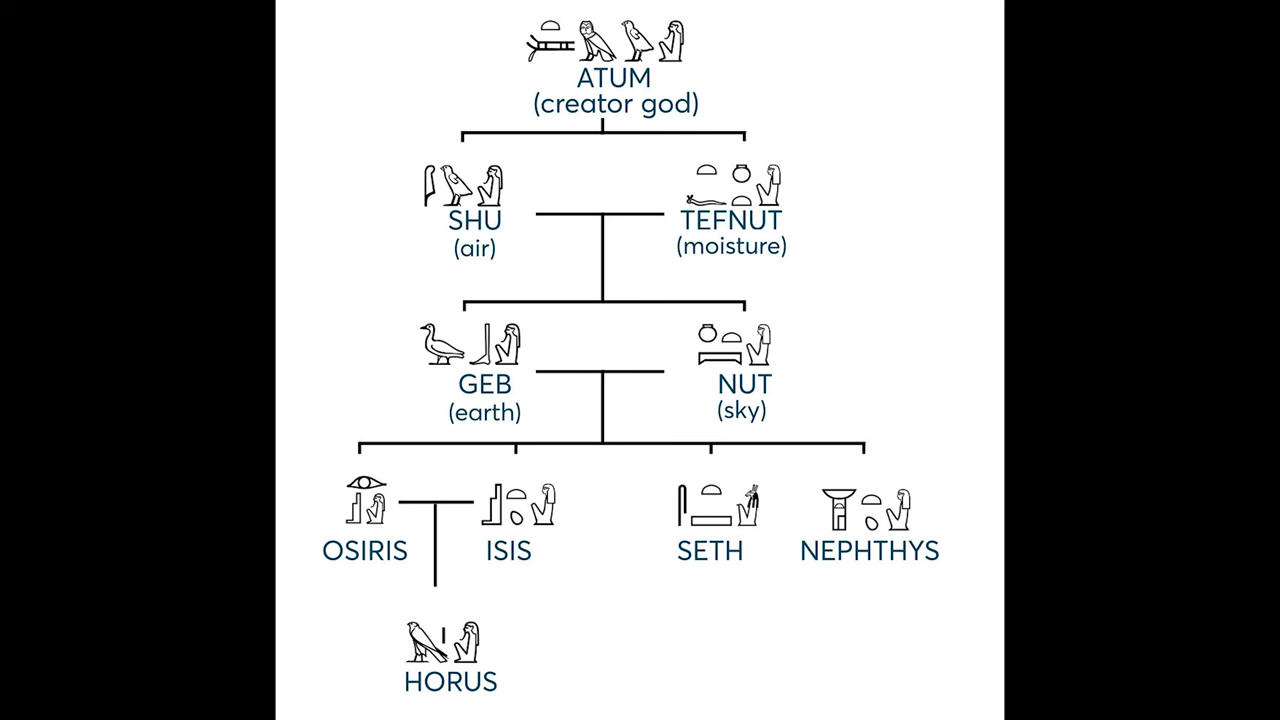 ATUM
(creator god)
SHU
(air)
TEFNUT
(moisture)
GEB
(earth)
NUT
(sky)
OSIRIS
ISIS
SETH
NEPHTHYS
HORUS